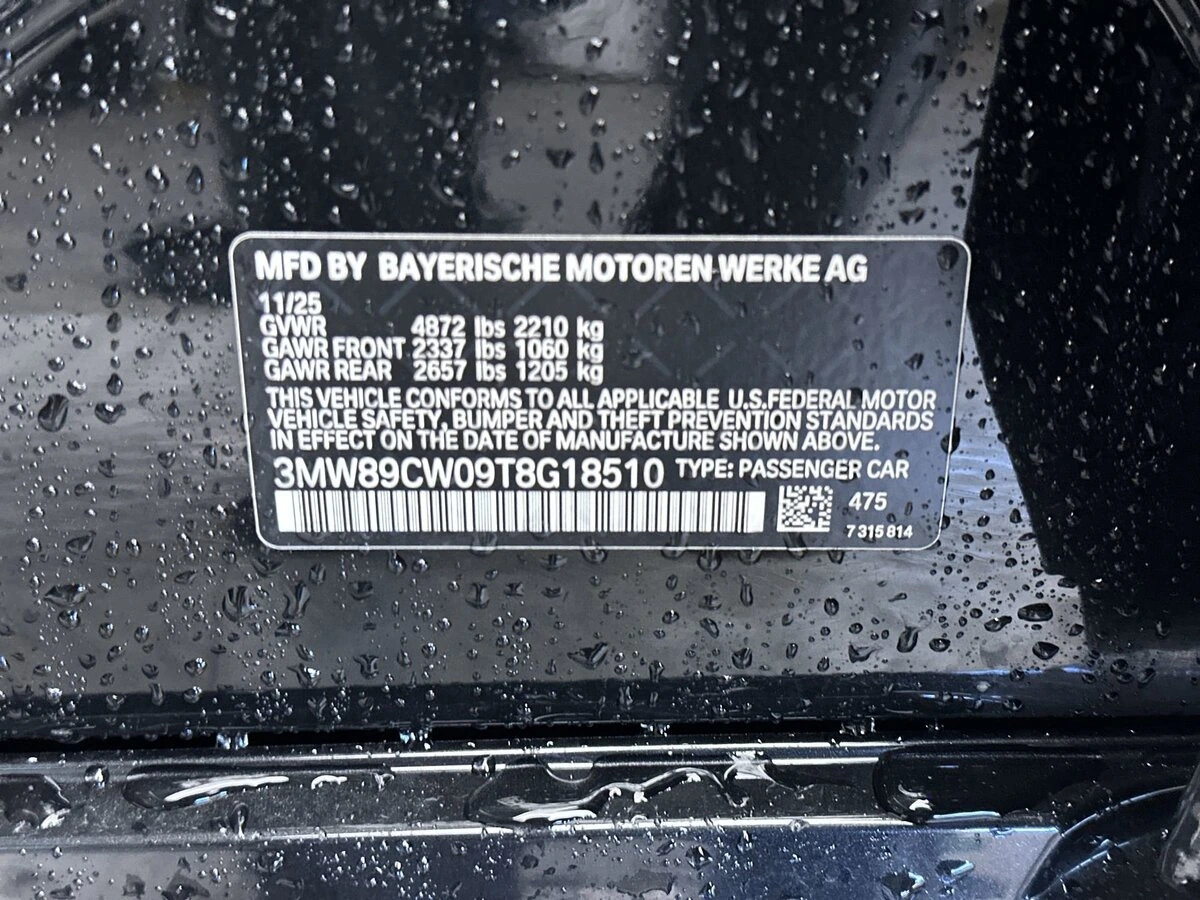 MFD BY BAYERISCHE MOTOREN WERKE AG
11/25
GVWR 4872 lbs 2210 kg
GAWR FRONT 2337 lbs 1060 kg
GAWR REAR 2657 lbs 1205 kg
THIS VEHICLE CONFORMS TO ALL APPLICABLE U.S.FEDERAL MOTOR
VEHICLE SAFETY, BUMPER AND THEFT PREVENTION STANDARDS
IN EFFECT ON THE DATE OF MANUFACTURE SHOWN ABOVE.
3MW89CW09T8G18510 TYPE: PASSENGER CAR
475
7 315 814